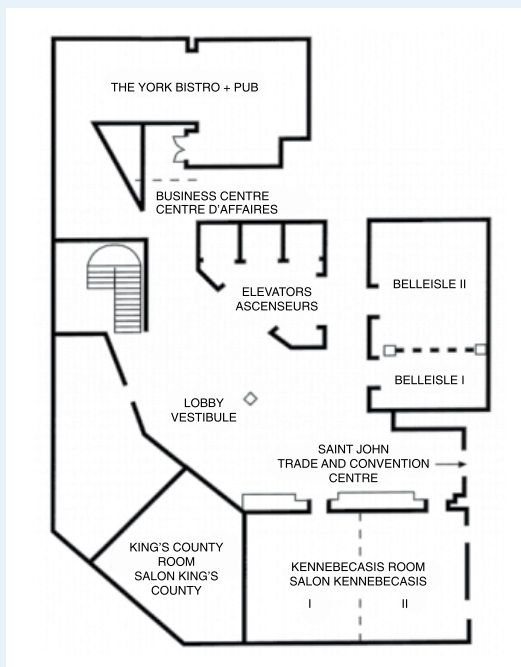 THE YORK BISTRO + PUB
BUSINESS CENTRE
CENTRE D'AFFAIRES
ELEVATORS
ASCENSEURS
BELLEISLE II
BELLEISLE I
LOBBY
VESTIBULE
SAINT JOHN
TRADE AND CONVENTION
CENTRE
KING'S COUNTY
ROOM
SALON KING'S
COUNTY
KENNEBECASIS ROOM
SALON KENNEBECASIS
I II